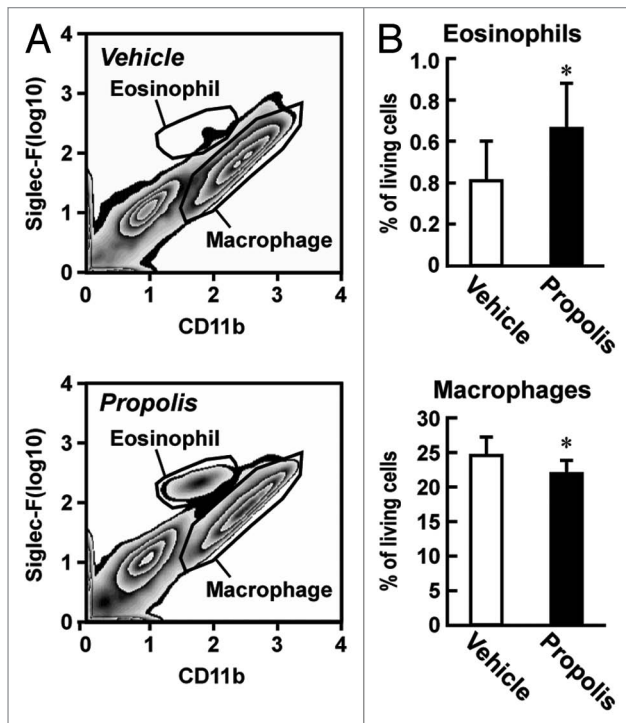 A
Vehicle
Eosinophil
Macrophage
Siglec-F(log10)
4
3
2
1
0
0 1 2 3 4
CD11b
Propolis
Eosinophil
Macrophage
Siglec-F(log10)
4
3
2
1
0
0 1 2 3 4
CD11b
B
Eosinophils
*
% of living cells
1.0
0.8
0.6
0.8
0.2
0
Vehicle
Propolis
Macrophages
*
% of living cells
30
25
20
15
10
5
0
Vehicle
Propolis